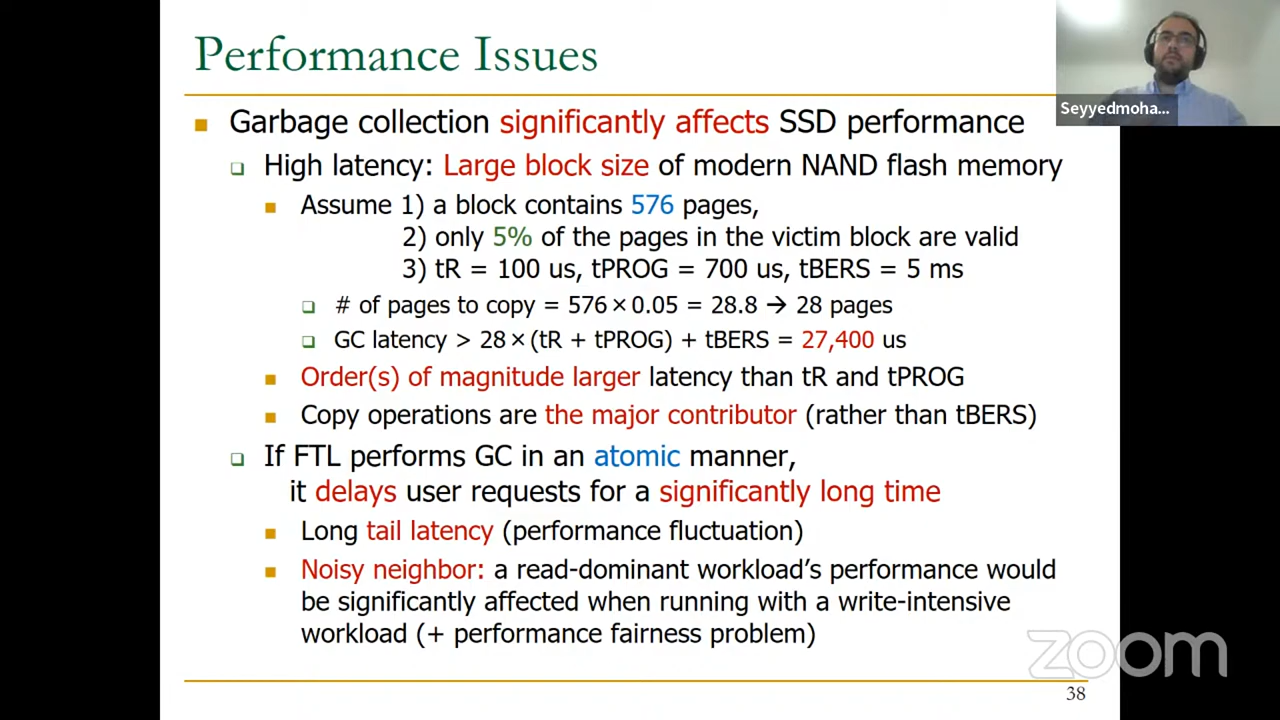 Performance Issues
Seyyedmoha...
Garbage collection significantly affects SSD performance
High latency: Large block size of modern NAND flash memory
Assume 1) a block contains 576 pages,
2) only 5% of the pages in the victim block are valid
3) tR = 100 us, tPROG = 700 us, tBERS = 5 ms
# of pages to copy = 576×0.05 = 28.8 → 28 pages
GC latency > 28×(tR + tPROG) + tBERS = 27,400 us
Order(s) of magnitude larger latency than tR and tPROG
Copy operations are the major contributor (rather than tBERS)
If FTL performs GC in an atomic manner,
it delays user requests for a significantly long time
Long tail latency (performance fluctuation)
Noisy neighbor: a read-dominant workload's performance would
be significantly affected when running with a write-intensive
workload (+ performance fairness problem)
zoom
38